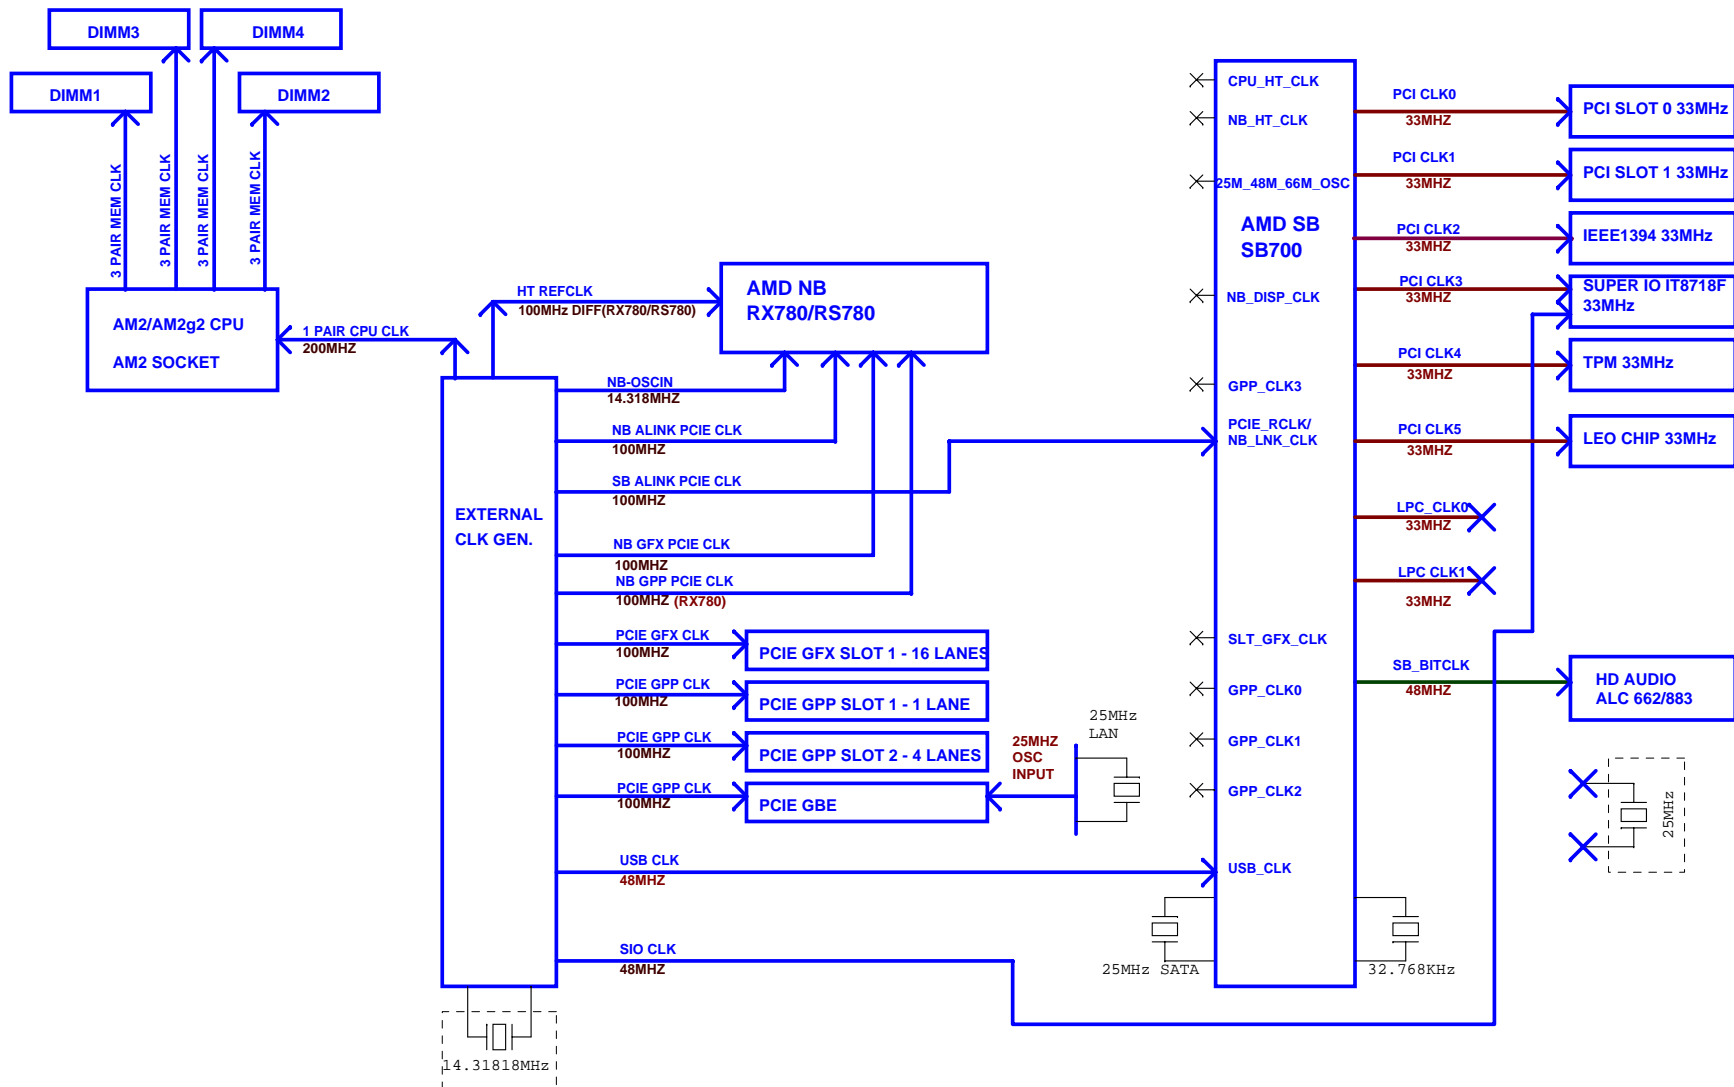 DIMM3
DIMM4
DIMM1
DIMM2
3 PAIR MEM CLK
3 PAIR MEM CLK
3 PAIR MEM CLK
3 PAIR MEM CLK
AM2/AM2g2 CPU
AM2 SOCKET
1 PAIR CPU CLK
200MHZ
HT REFCLK
100MHz DIFF(RX780/RS780)
AMD NB
RX780/RS780
EXTERNAL
CLK GEN.
NB-OSCIN
14.318MHZ
NB ALINK PCIE CLK
100MHZ
SB ALINK PCIE CLK
100MHZ
NB GFX PCIE CLK
100MHZ
NB GPP PCIE CLK
100MHZ (RX780)
PCIE GFX CLK
100MHZ
PCIE GFX SLOT 1 - 16 LANES
PCIE GPP CLK
100MHZ
PCIE GPP SLOT 1 - 1 LANE
PCIE GPP CLK
100MHZ
PCIE GPP SLOT 2 - 4 LANES
PCIE GPP CLK
100MHZ
PCIE GBE
25MHZ
OSC
INPUT
25MHz
LAN
USB CLK
48MHZ
SIO CLK
48MHZ
14.31818MHz
CPU_HT_CLK
NB_HT_CLK
25M_48M_66M_OSC
AMD SB
SB700
NB_DISP_CLK
GPP_CLK3
PCIE_RCLK/
NB_LNK_CLK
SLT_GFX_CLK
GPP_CLK0
GPP_CLK1
GPP_CLK2
USB_CLK
25MHz SATA
32.768KHz
PCI CLK0
33MHZ
PCI SLOT 0 33MHz
PCI CLK1
33MHZ
PCI SLOT 1 33MHz
PCI CLK2
33MHZ
IEEE1394 33MHz
PCI CLK3
33MHZ
SUPER IO IT8718F
33MHz
PCI CLK4
33MHZ
TPM 33MHz
PCI CLK5
33MHZ
LEO CHIP 33MHz
LPC_CLK0
33MHZ
LPC CLK1
33MHZ
SB_BITCLK
48MHZ
HD AUDIO
ALC 662/883
25MHz